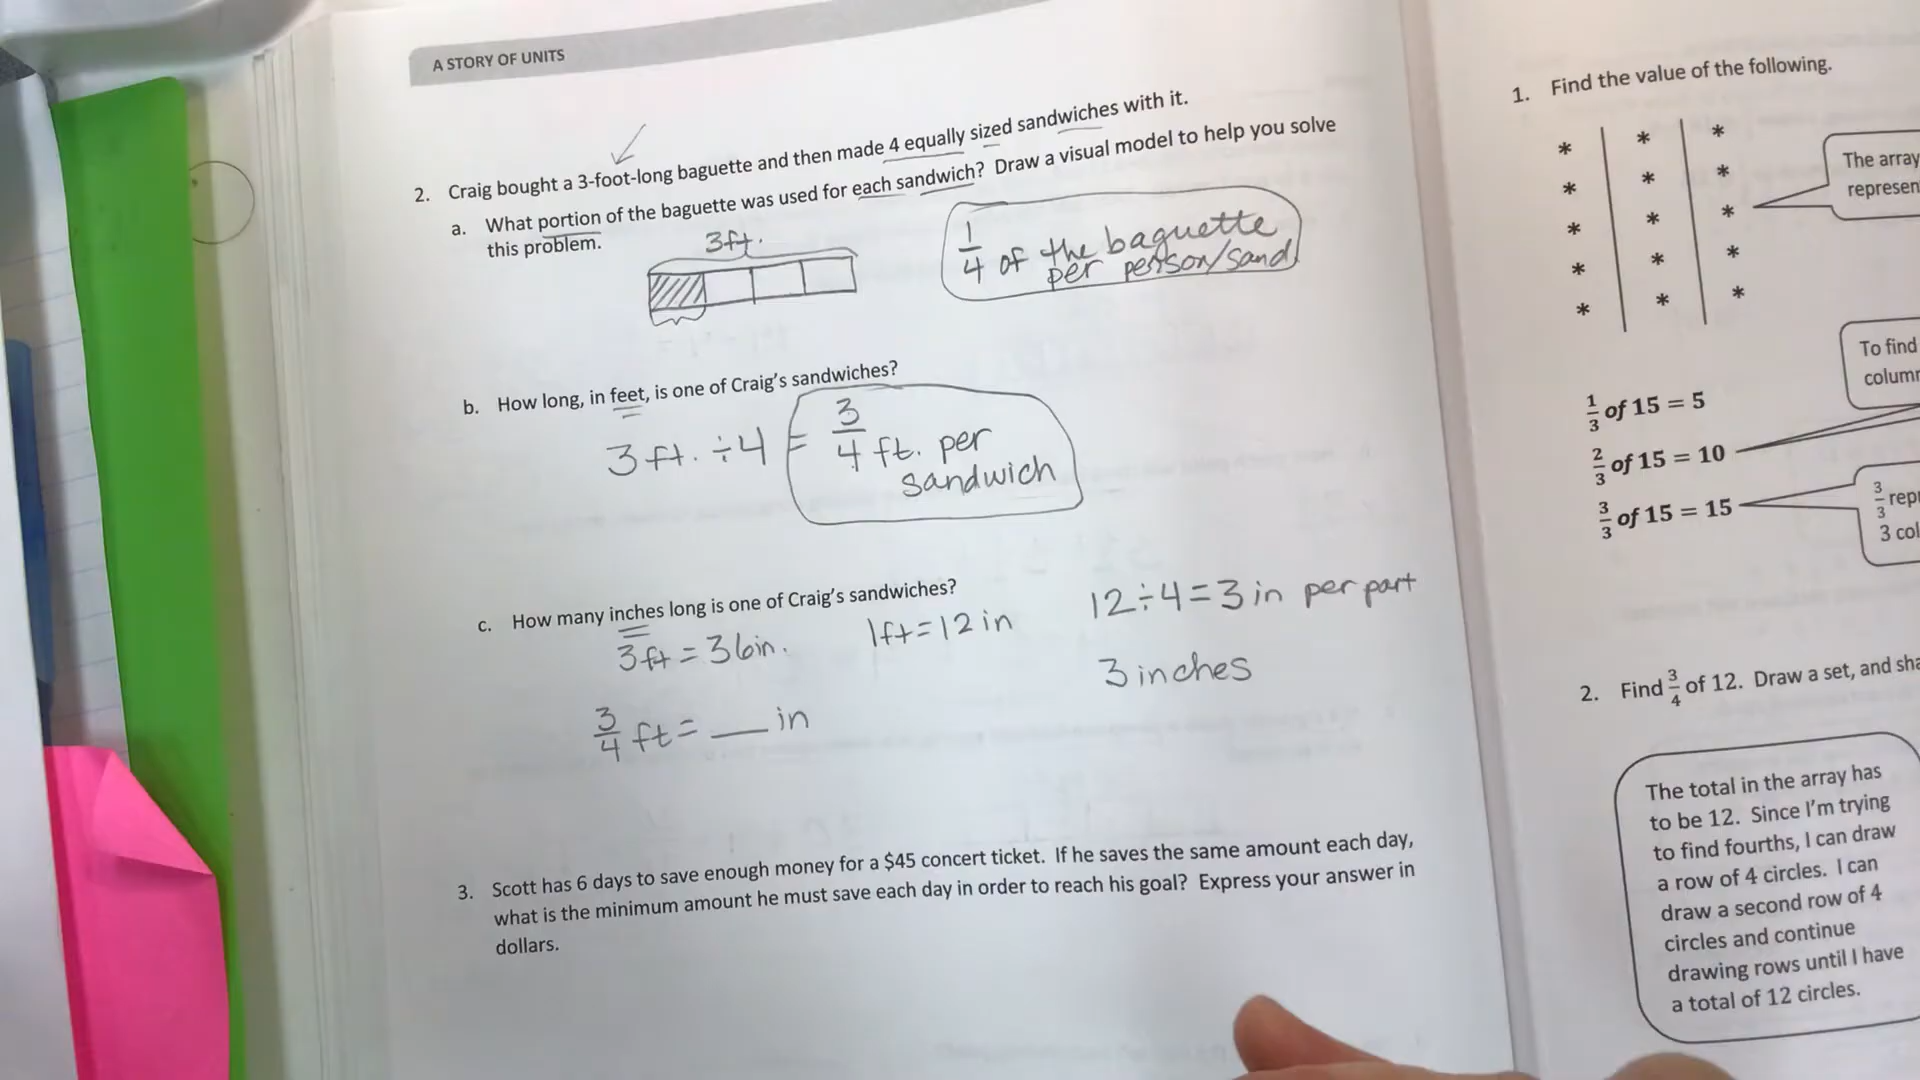 A STORY OF UNITS
2. Craig bought a 3-foot-long baguette and then made 4 equally sized sandwiches with it.
a. What portion of the baguette was used for each sandwich? Draw a visual model to help you solve
this problem.
3ft.
1/4 of the baguette
per person/sand
b. How long, in feet, is one of Craig's sandwiches?
3ft. ÷4 = 3/4 ft. per
sandwich
c. How many inches long is one of Craig's sandwiches?
3ft = 36in.
1ft = 12 in
12÷4=3 in per part
3 inches
3/4 ft = __ in
3. Scott has 6 days to save enough money for a $45 concert ticket. If he saves the same amount each day,
what is the minimum amount he must save each day in order to reach his goal? Express your answer in
dollars.
1. Find the value of the following.
* * *
* * *
* * *
* * *
* * *
The array
To find
1/3 of 15 = 5
2/3 of 15 = 10
3/3 of 15 = 15
3/3
2. Find 3/4 of 12. Draw a set, and
The total in the array has
to be 12. Since I'm trying
to find fourths, I can draw
a row of 4 circles. I can
draw a second row of 4
circles and continue
drawing rows until I have
a total of 12 circles.